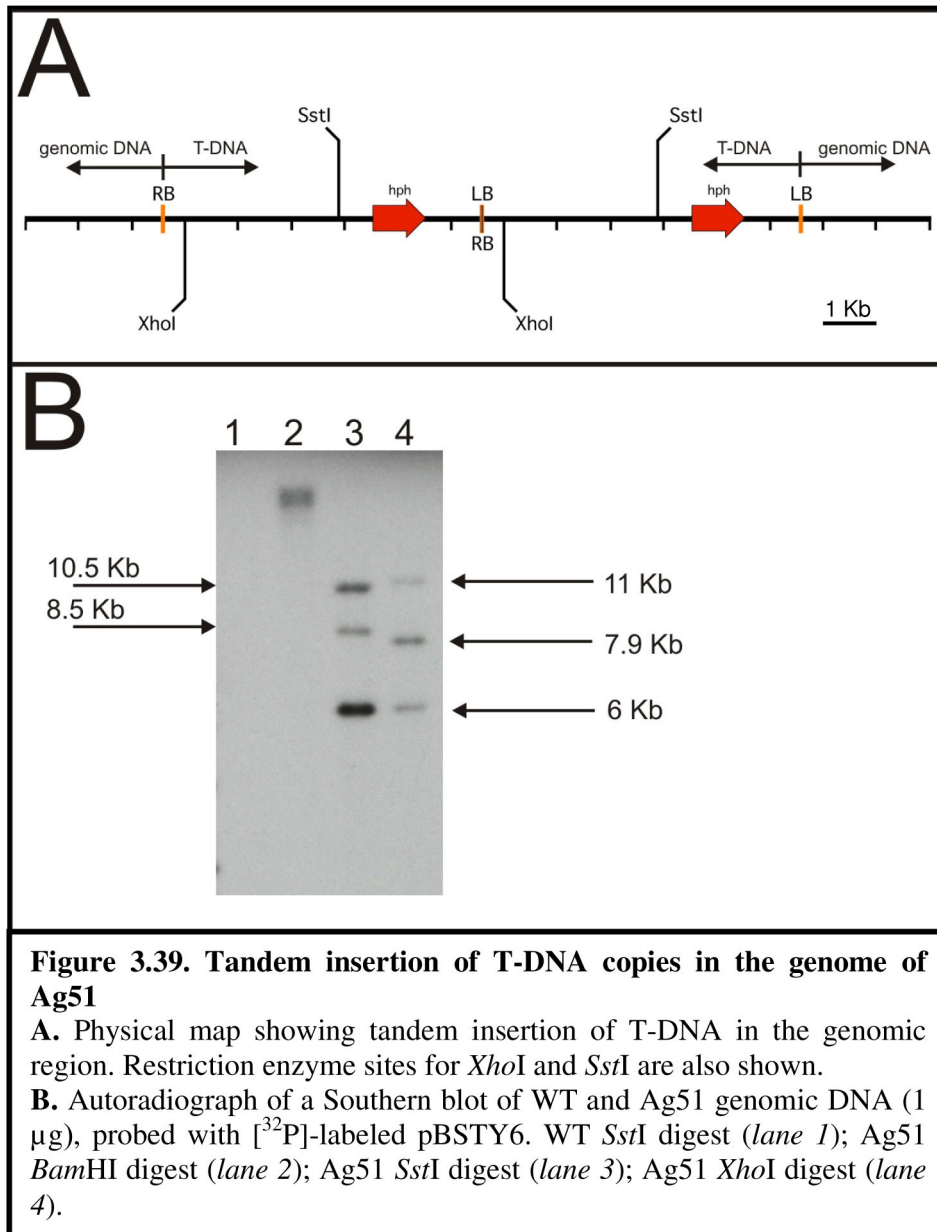 A
SstI
SstI
genomic DNA
T-DNA
T-DNA
genomic DNA
RB
hph
LB
hph
LB
RB
XhoI
XhoI
1 Kb
B
1 2 3 4
10.5 Kb
11 Kb
8.5 Kb
7.9 Kb
6 Kb
Figure 3.39. Tandem insertion of T-DNA copies in the genome of
Ag51
A. Physical map showing tandem insertion of T-DNA in the genomic
region. Restriction enzyme sites for XhoI and SstI are also shown.
B. Autoradiograph of a Southern blot of WT and Ag51 genomic DNA (1
µg), probed with [³²P]-labeled pBSTY6. WT SstI digest (lane 1); Ag51
BamHI digest (lane 2); Ag51 SstI digest (lane 3); Ag51 XhoI digest (lane
4).